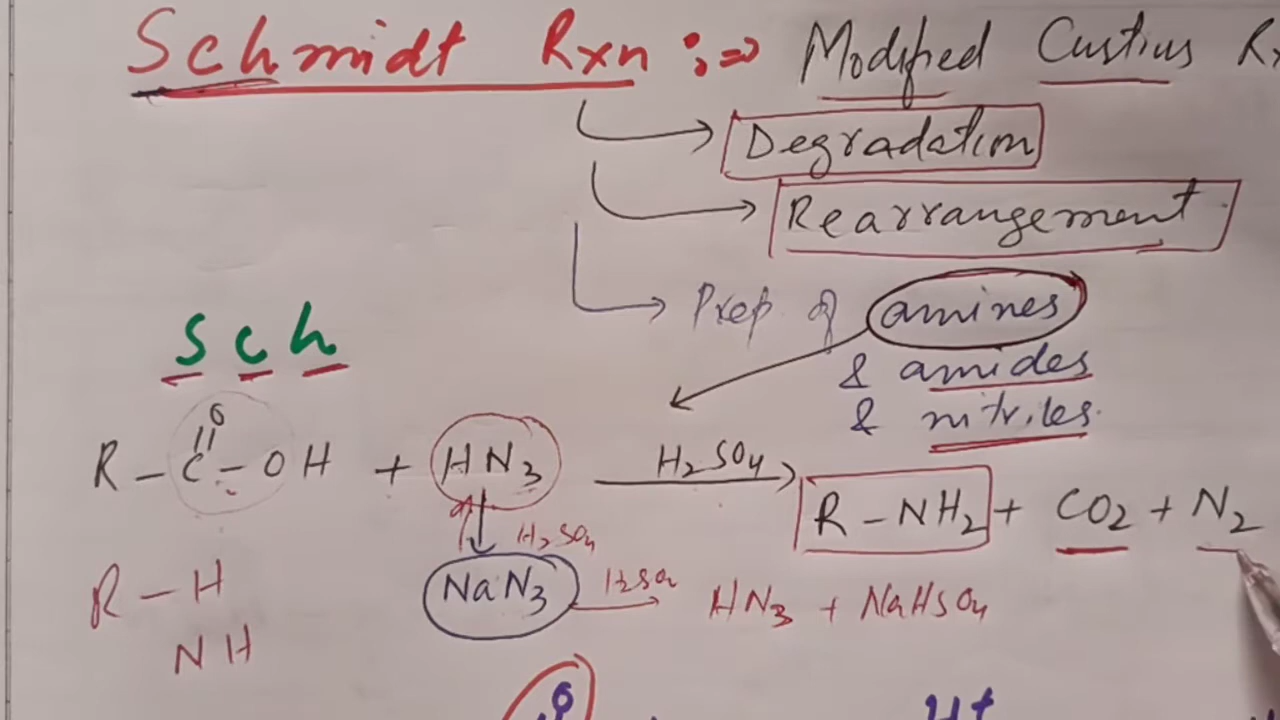 Schmidt Rxn :⇒ Modified Custius R
Degradation
Rearrangement
Prep of amines
& amides
& nitriles
Sch
R - C - OH + HN3 H2SO4 R - NH2 + CO2 + N2
O
H2SO4
NaN3 H2SO4 HN3 + NaHSO4
R - H
NH
O
H+